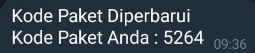 Kode Paket Diperbarui
Kode Paket Anda : 5264
09:36